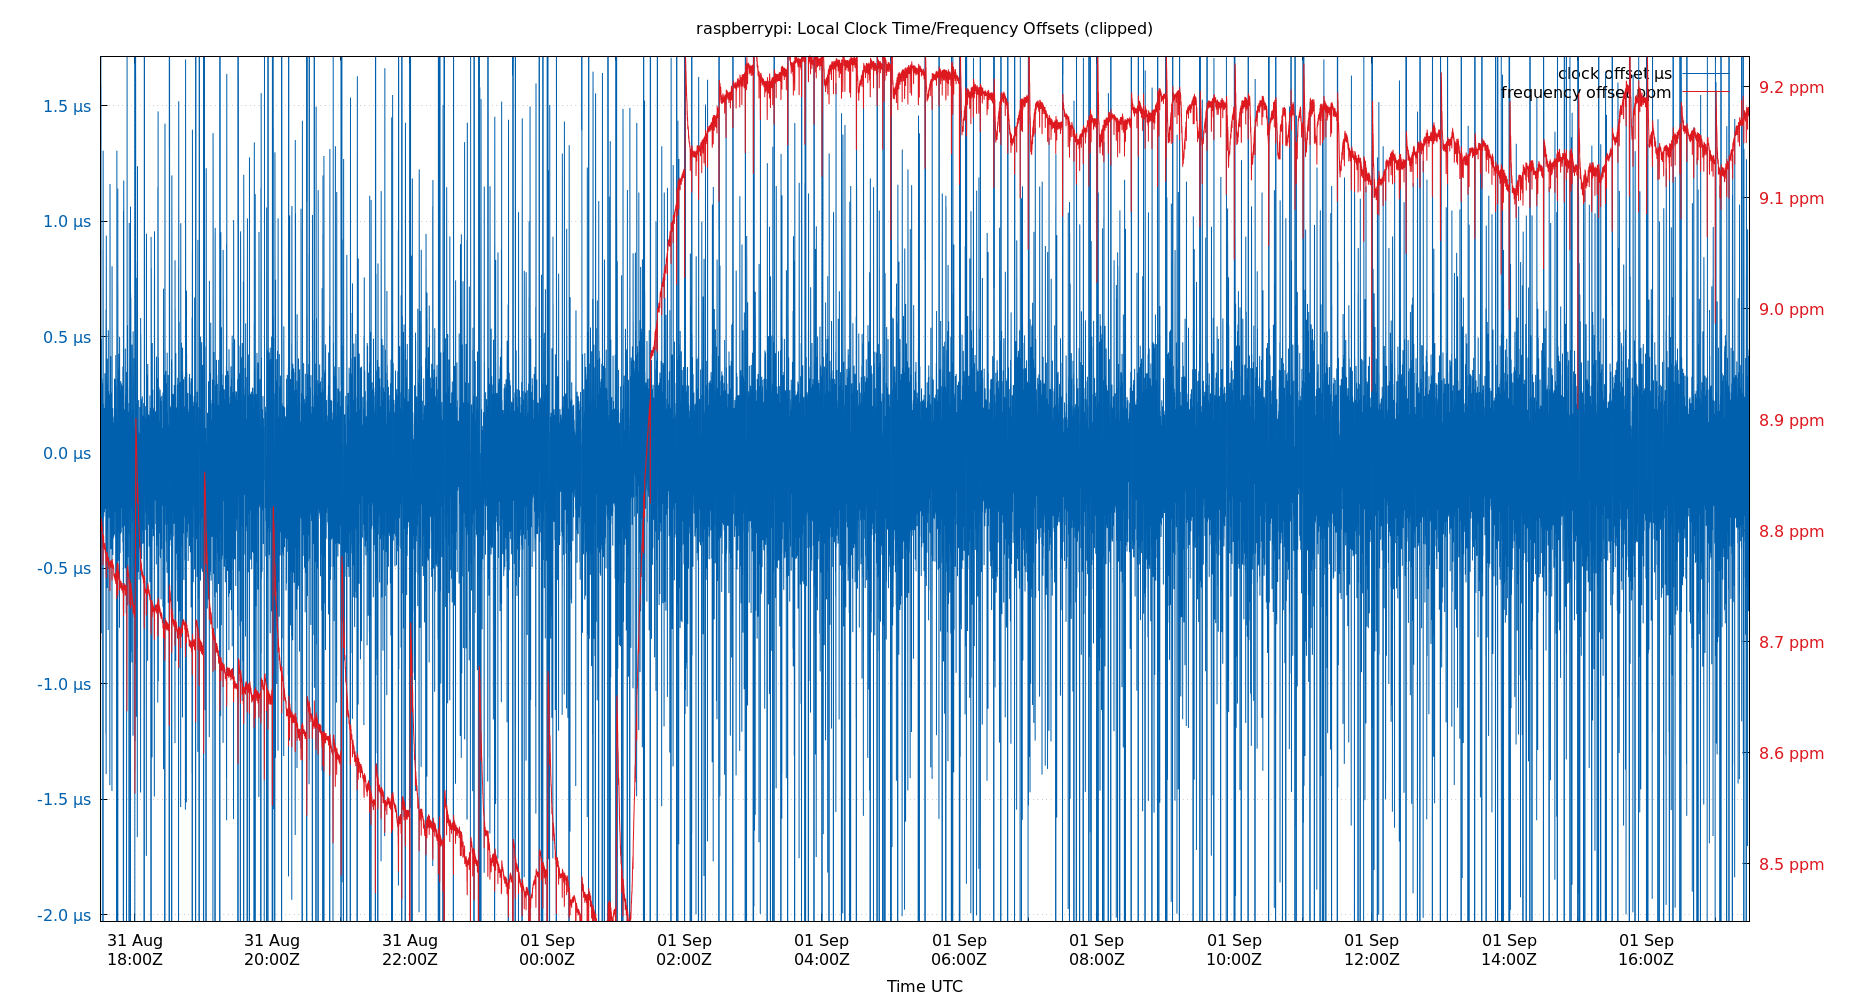 raspberrypi: Local Clock Time/Frequency Offsets (clipped)
clock offset µs
frequency offset ppm
1.5 µs
1.0 µs
0.5 µs
0.0 µs
-0.5 µs
-1.0 µs
-1.5 µs
-2.0 µs
9.2 ppm
9.1 ppm
9.0 ppm
8.9 ppm
8.8 ppm
8.7 ppm
8.6 ppm
8.5 ppm
31 Aug
18:00Z
31 Aug
20:00Z
31 Aug
22:00Z
01 Sep
00:00Z
01 Sep
02:00Z
01 Sep
04:00Z
01 Sep
06:00Z
01 Sep
08:00Z
01 Sep
10:00Z
01 Sep
12:00Z
01 Sep
14:00Z
01 Sep
16:00Z
Time UTC